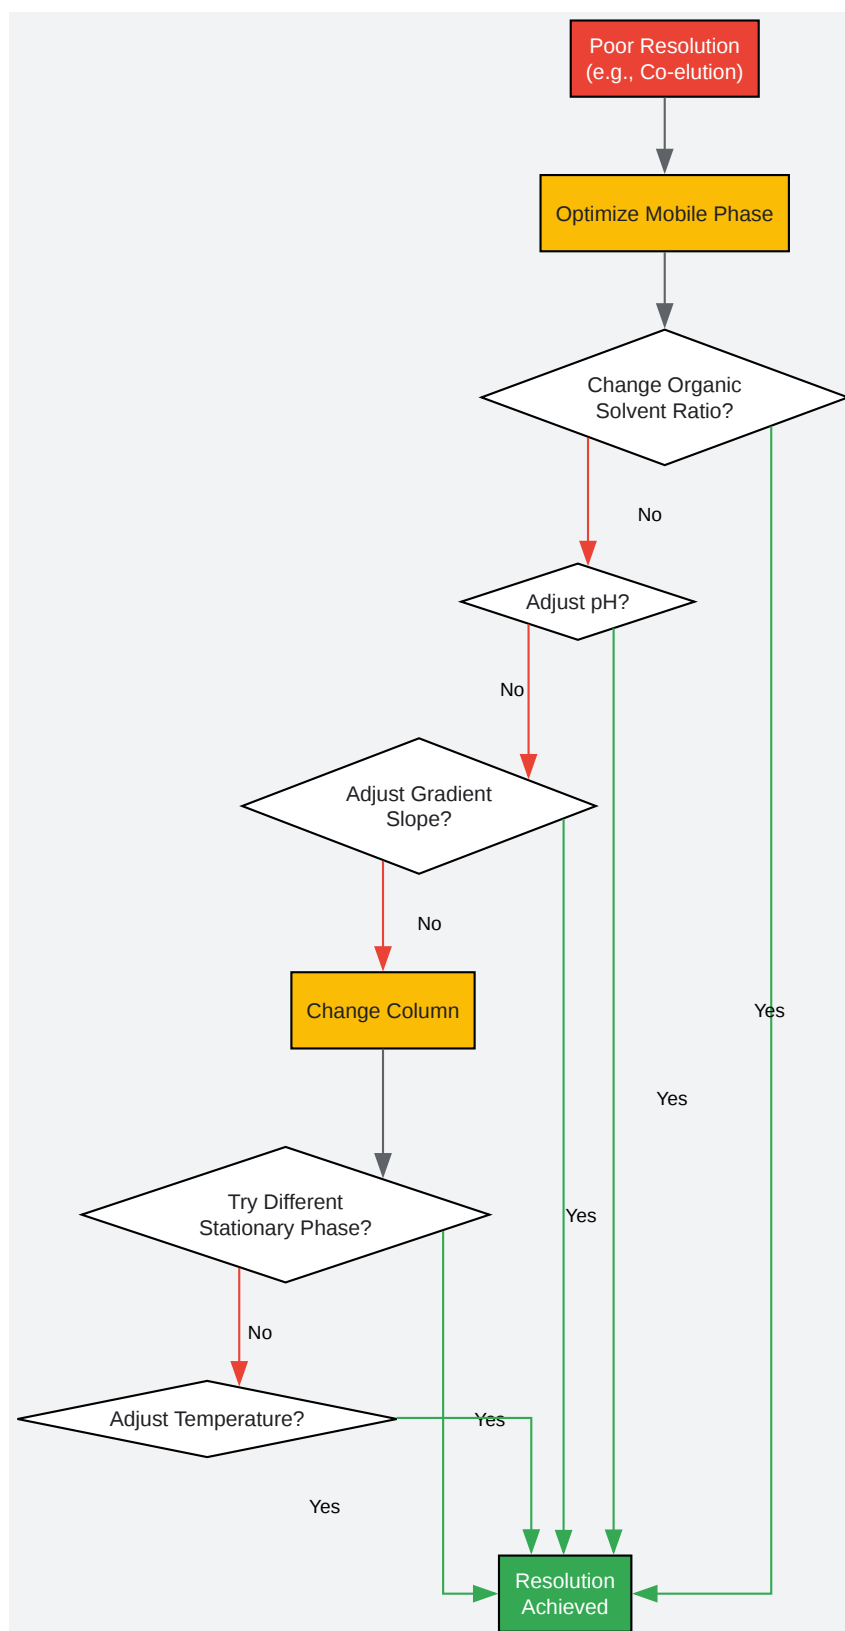 Poor Resolution
(e.g., Co-elution)
Optimize Mobile Phase
Change Organic
Solvent Ratio?
No
Adjust pH?
No
Adjust Gradient
Slope?
No
Change Column
Yes
Yes
Try Different
Stationary Phase?
Yes
No
Adjust Temperature?
Yes
Yes
Resolution
Achieved